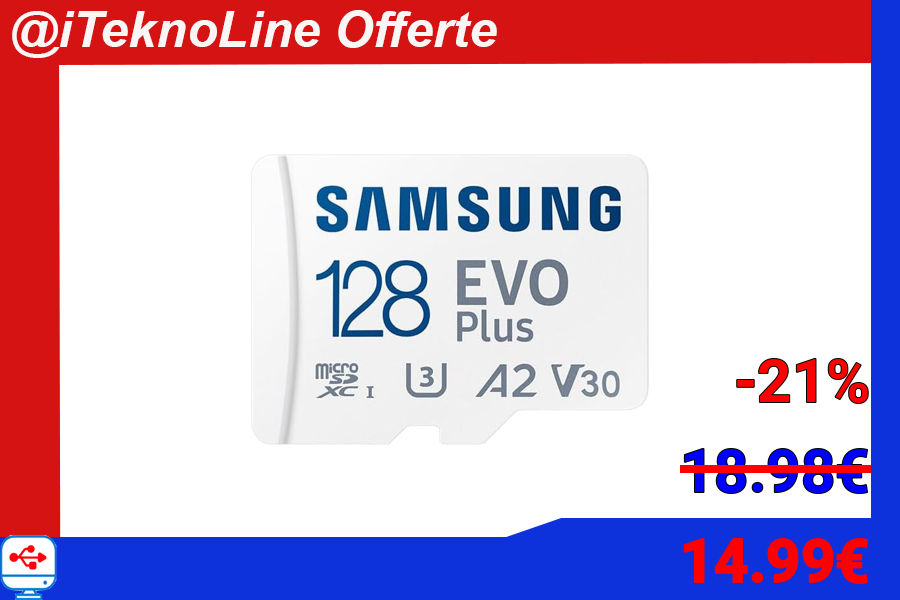 @iTeknoLine Offerte
SAMSUNG
128 EVO
Plus
micro
SD
XC I U3 A2 V30
-21%
18.98€
14.99€